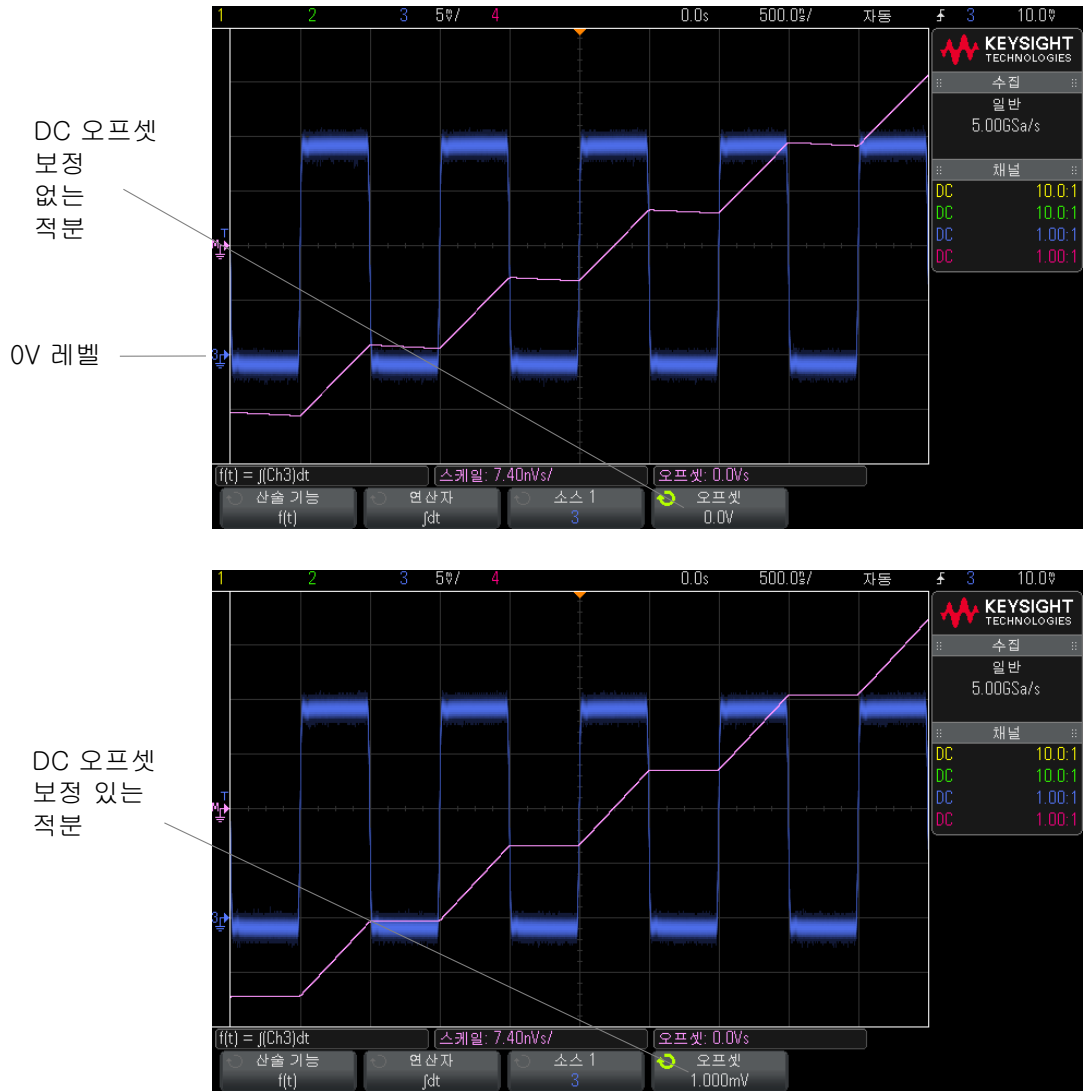 1 2 3 5㎷/ 4 0.0s 500.0㎱/ 자동 3 10.0㎷
KEYSIGHT
TECHNOLOGIES
수집
일반
5.00GSa/s
채널
DC 10.0:1
DC 10.0:1
DC 1.00:1
DC 1.00:1
DC 오프셋
보정
없는
적분
T
M
0V 레벨
3
f(t) = ∫(Ch3)dt 스케일: 7.40nVs/ 오프셋: 0.0Vs
산술 기능 연산자 소스 1 오프셋
f(t) ∫dt 3 0.0V
1 2 3 5㎷/ 4 0.0s 500.0㎱/ 자동 3 10.0㎷
KEYSIGHT
TECHNOLOGIES
수집
일반
5.00GSa/s
채널
DC 10.0:1
DC 10.0:1
DC 1.00:1
DC 1.00:1
DC 오프셋
보정 있는
적분
T
M
3
f(t) = ∫(Ch3)dt 스케일: 7.40nVs/ 오프셋: 0.0Vs
산술 기능 연산자 소스 1 오프셋
f(t) ∫dt 3 1.000mV